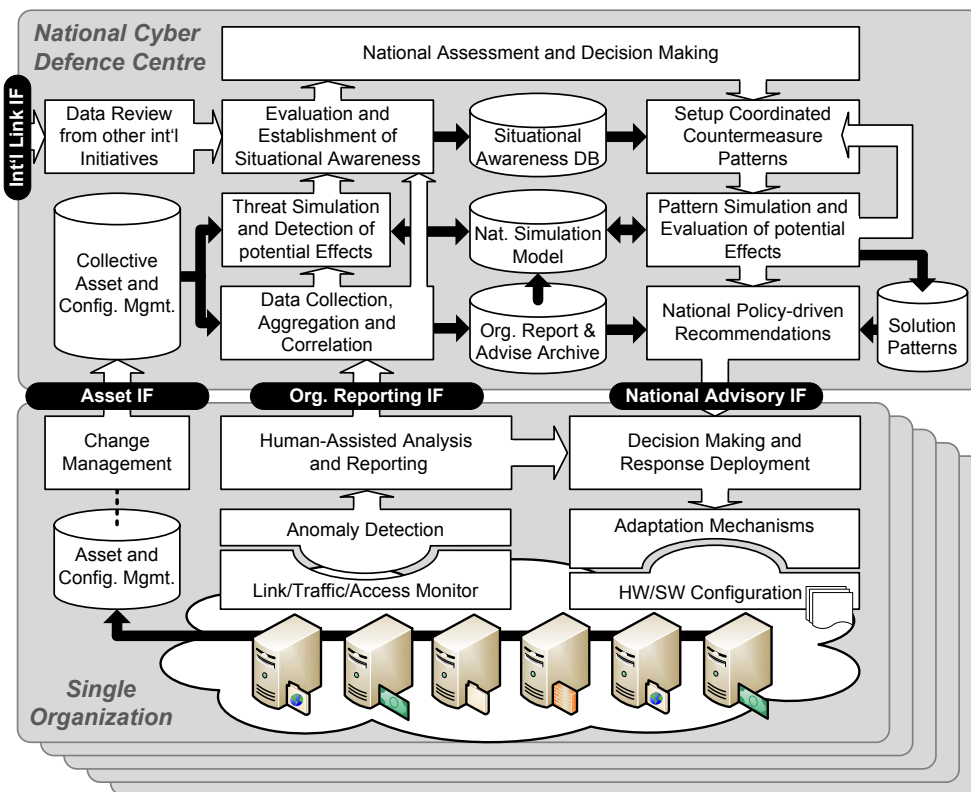 National Cyber
Defence Centre
National Assessment and Decision Making
Int'l Link IF
Data Review
from other int'l
Initiatives
Evaluation and
Establishment of
Situational Awareness
Situational
Awareness DB
Setup Coordinated
Countermeasure
Patterns
Collective
Asset and
Config. Mgmt.
Threat Simulation
and Detection of
potential Effects
Nat. Simulation
Model
Pattern Simulation and
Evaluation of potential
Effects
Data Collection,
Aggregation and
Correlation
Org. Report &
Advise Archive
National Policy-driven
Recommendations
Solution
Patterns
Asset IF
Org. Reporting IF
National Advisory IF
Change
Management
Human-Assisted Analysis
and Reporting
Decision Making and
Response Deployment
Asset and
Config. Mgmt.
Anomaly Detection
Adaptation Mechanisms
Link/Traffic/Access Monitor
HW/SW Configuration
Single
Organization